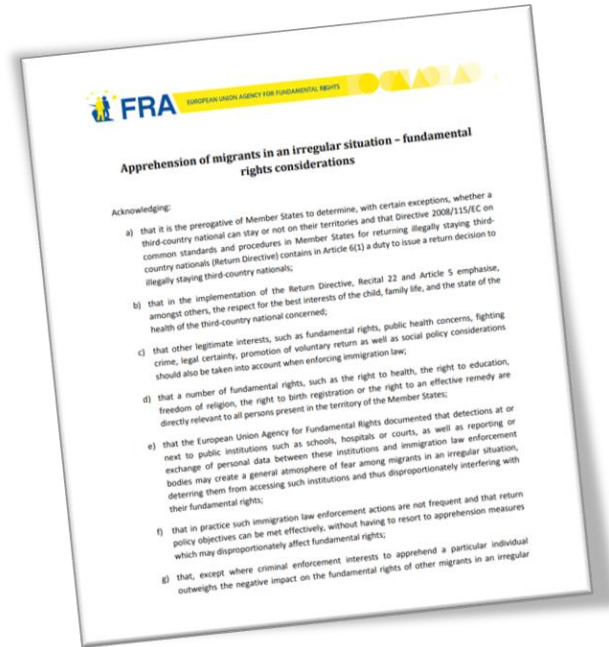 FRA
EUROPEAN UNION AGENCY FOR FUNDAMENTAL RIGHTS
Apprehension of migrants in an irregular situation – fundamental
rights considerations
Acknowledging:
a) that it is the prerogative of Member States to determine, with certain exceptions, whether a
third-country national can stay or not on their territories and that Directive 2008/115/EC on
common standards and procedures in Member States for returning illegally staying third-
country nationals (Return Directive) contains in Article 6(1) a duty to issue a return decision to
illegally staying third-country nationals;
b) that in the implementation of the Return Directive, Recital 22 and Article 5 emphasise,
amongst others, the respect for the best interests of the child, family life, and the state of the
health of the third-country national concerned;
c) that other legitimate interests, such as fundamental rights, public health concerns, fighting
crime, legal certainty, promotion of voluntary return as well as social policy considerations
should also be taken into account when enforcing immigration law;
d) that a number of fundamental rights, such as the right to health, the right to education,
freedom of religion, the right to birth registration or the right to an effective remedy are
directly relevant to all persons present in the territory of the Member States;
e) that the European Union Agency for Fundamental Rights documented that detections at or
next to public institutions such as schools, hospitals or courts, as well as reporting or
exchange of personal data between these institutions and immigration law enforcement
bodies may create a general atmosphere of fear among migrants in an irregular situation,
deterring them from accessing such institutions and thus disproportionately interfering with
their fundamental rights;
f) that in practice such immigration law enforcement actions are not frequent and that return
policy objectives can be met effectively, without having to resort to apprehension measures
which may disproportionately affect fundamental rights;
g) that, except where criminal enforcement interests to apprehend a particular individual
outweighs the negative impact on the fundamental rights of other migrants in an irregular